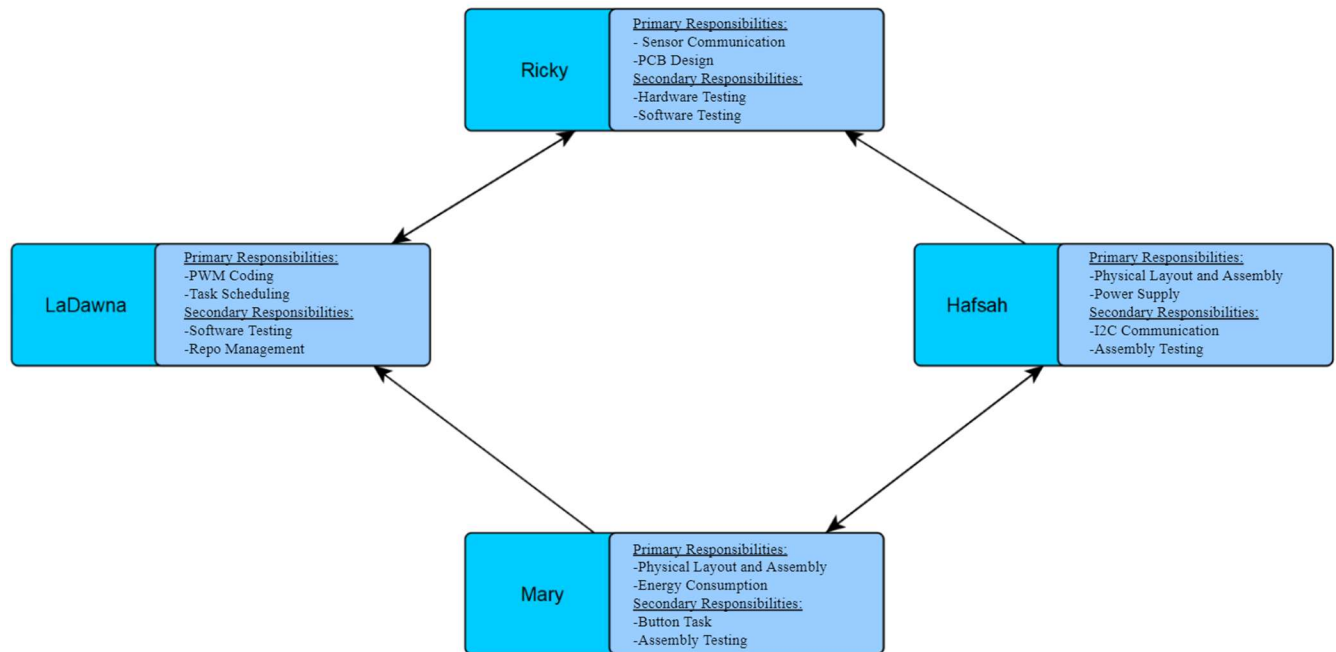 Ricky
Primary Responsibilities:
- Sensor Communication
-PCB Design
Secondary Responsibilities:
-Hardware Testing
-Software Testing
LaDawna
Primary Responsibilities:
-PWM Coding
-Task Scheduling
Secondary Responsibilities:
-Software Testing
-Repo Management
Hafsah
Primary Responsibilities:
-Physical Layout and Assembly
-Power Supply
Secondary Responsibilities:
-I2C Communication
-Assembly Testing
Mary
Primary Responsibilities:
-Physical Layout and Assembly
-Energy Consumption
Secondary Responsibilities:
-Button Task
-Assembly Testing